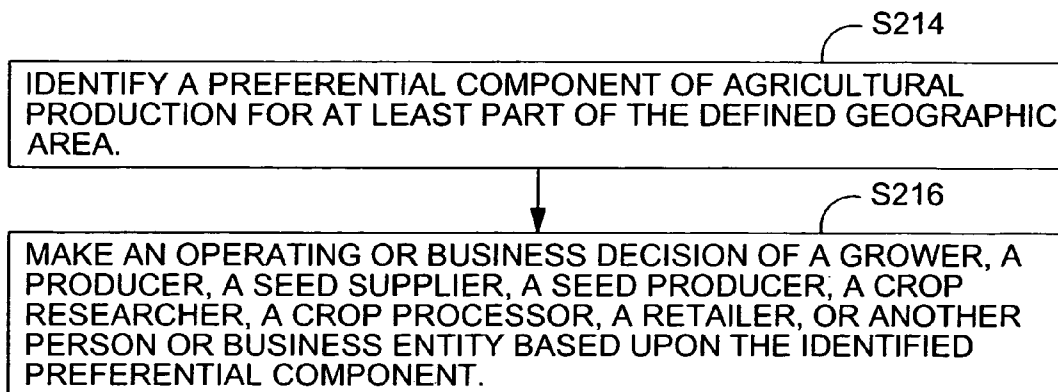 S214
IDENTIFY A PREFERENTIAL COMPONENT OF AGRICULTURAL
PRODUCTION FOR AT LEAST PART OF THE DEFINED GEOGRAPHIC
AREA.
S216
MAKE AN OPERATING OR BUSINESS DECISION OF A GROWER, A
PRODUCER, A SEED SUPPLIER, A SEED PRODUCER, A CROP
RESEARCHER, A CROP PROCESSOR, A RETAILER, OR ANOTHER
PERSON OR BUSINESS ENTITY BASED UPON THE IDENTIFIED
PREFERENTIAL COMPONENT.